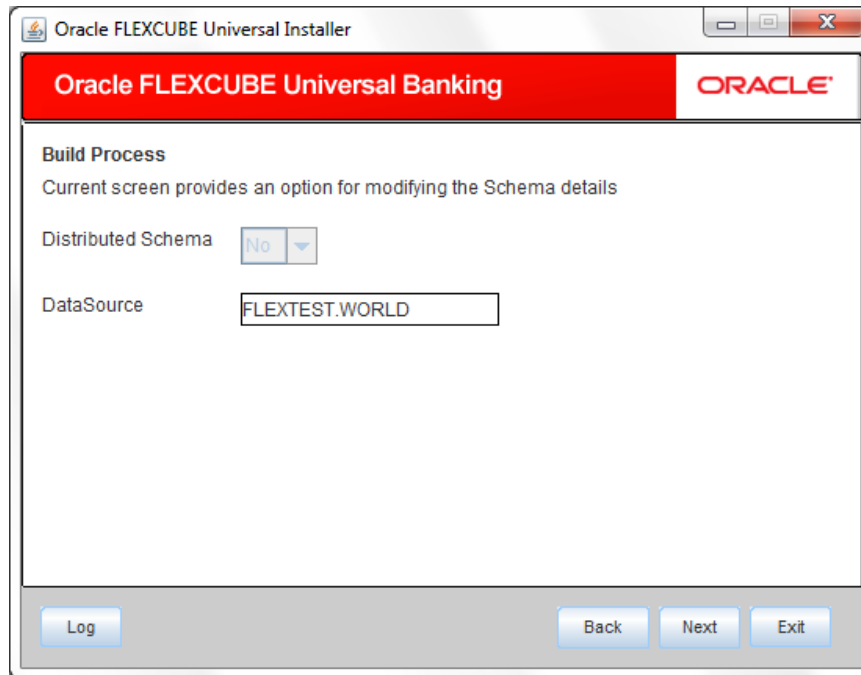 Oracle FLEXCUBE Universal Installer
Oracle FLEXCUBE Universal Banking
ORACLE®
Build Process
Current screen provides an option for modifying the Schema details
Distributed Schema No
DataSource FLEXTEST.WORLD
Log Back Next Exit